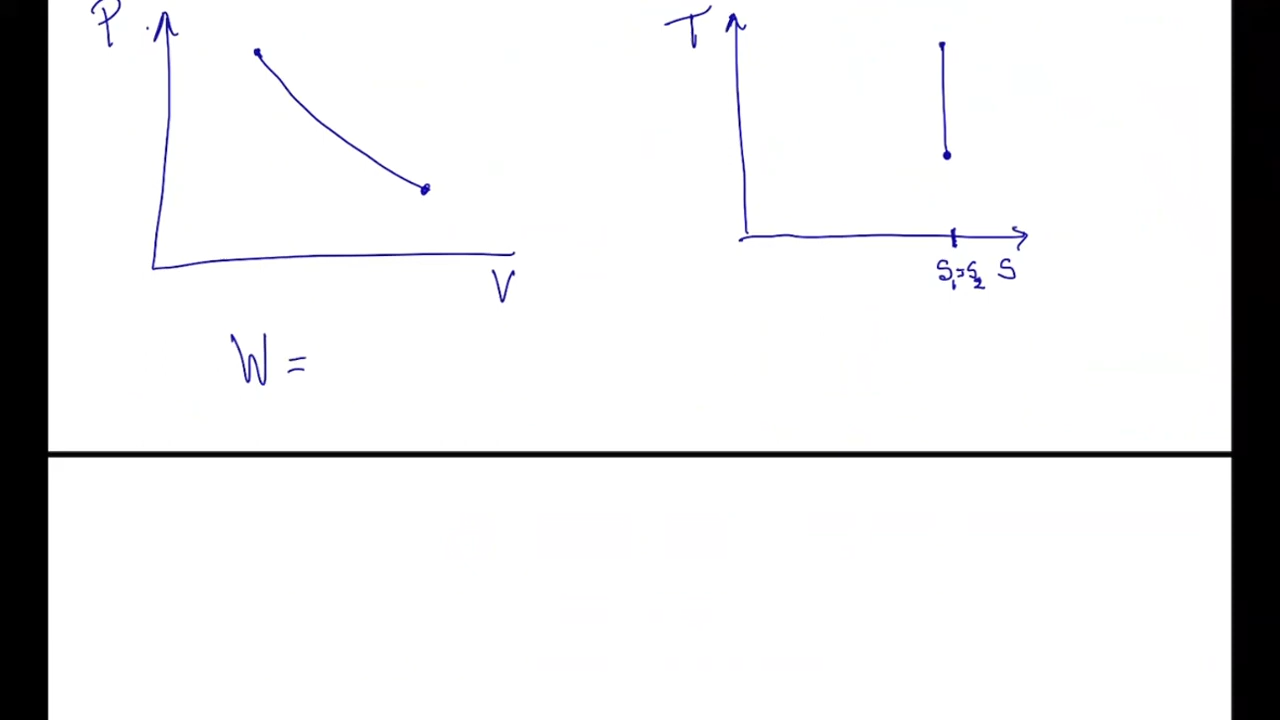 P
T
S₁=S₂ S
V
W =